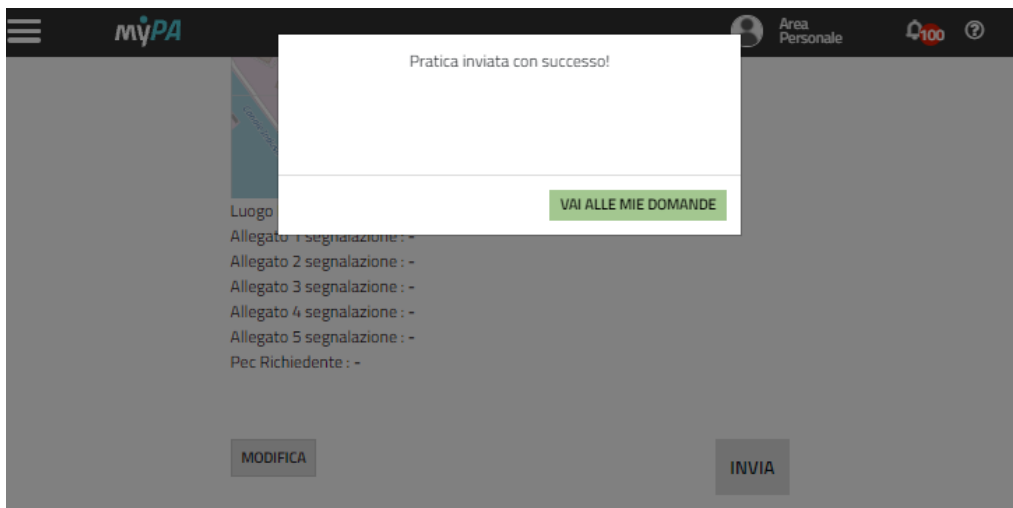 myPA
Area
Personale
100
Pratica inviata con successo!
VAI ALLE MIE DOMANDE
Luogo
Allegato 1 segnalazione : -
Allegato 2 segnalazione : -
Allegato 3 segnalazione : -
Allegato 4 segnalazione : -
Allegato 5 segnalazione : -
Pec Richiedente : -
MODIFICA
INVIA